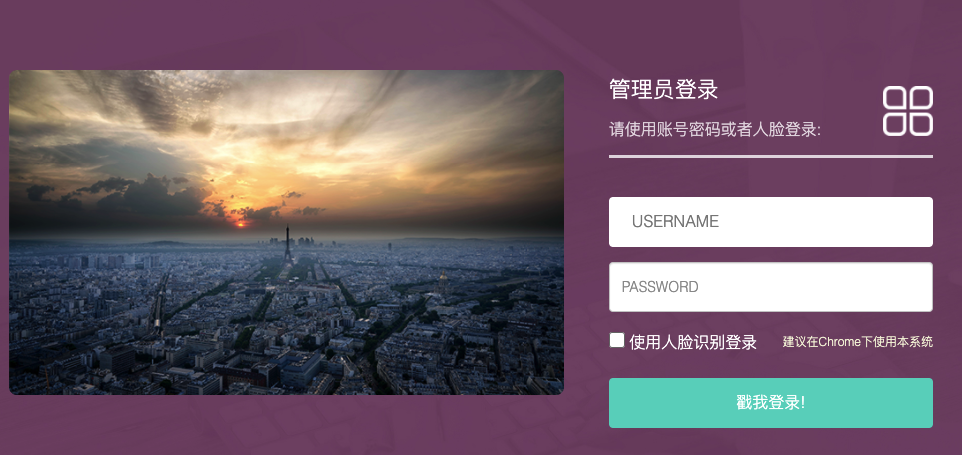 管理员登录
请使用账号密码或者人脸登录:
USERNAME
PASSWORD
使用人脸识别登录 建议在Chrome下使用本系统
戳我登录!